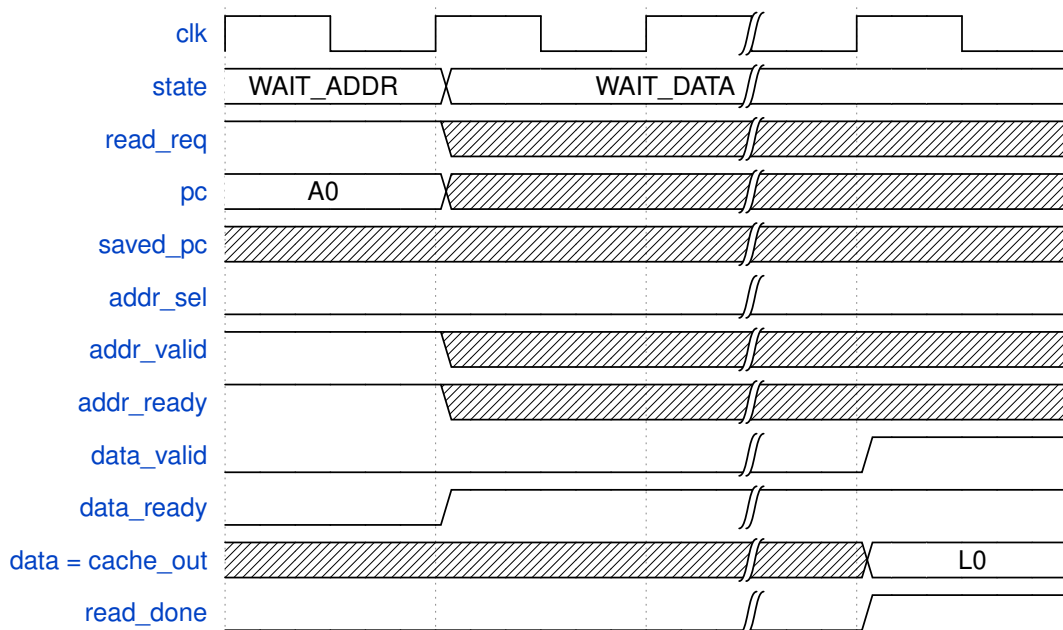 clk
state WAIT_ADDR WAIT_DATA
read_req
pc A0
saved_pc
addr_sel
addr_valid
addr_ready
data_valid
data_ready
data = cache_out L0
read_done